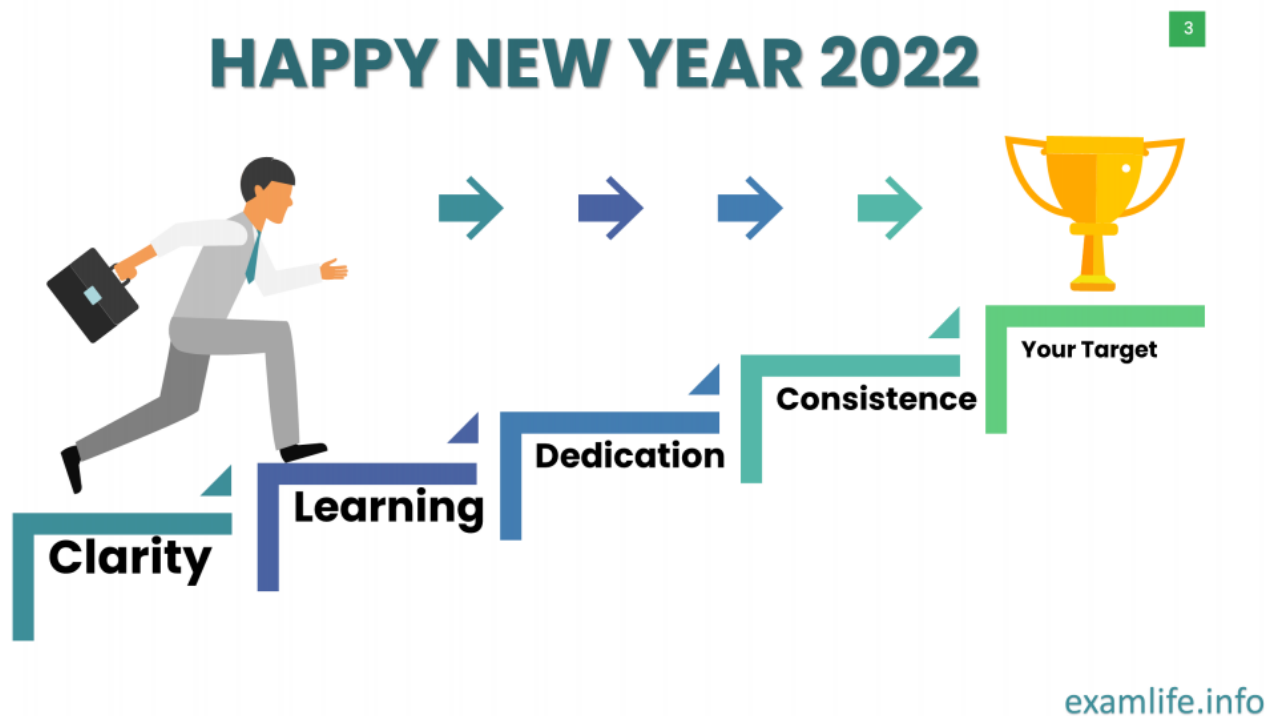 HAPPY NEW YEAR 2022
3
Your Target
Consistence
Dedication
Learning
Clarity
examlife.info